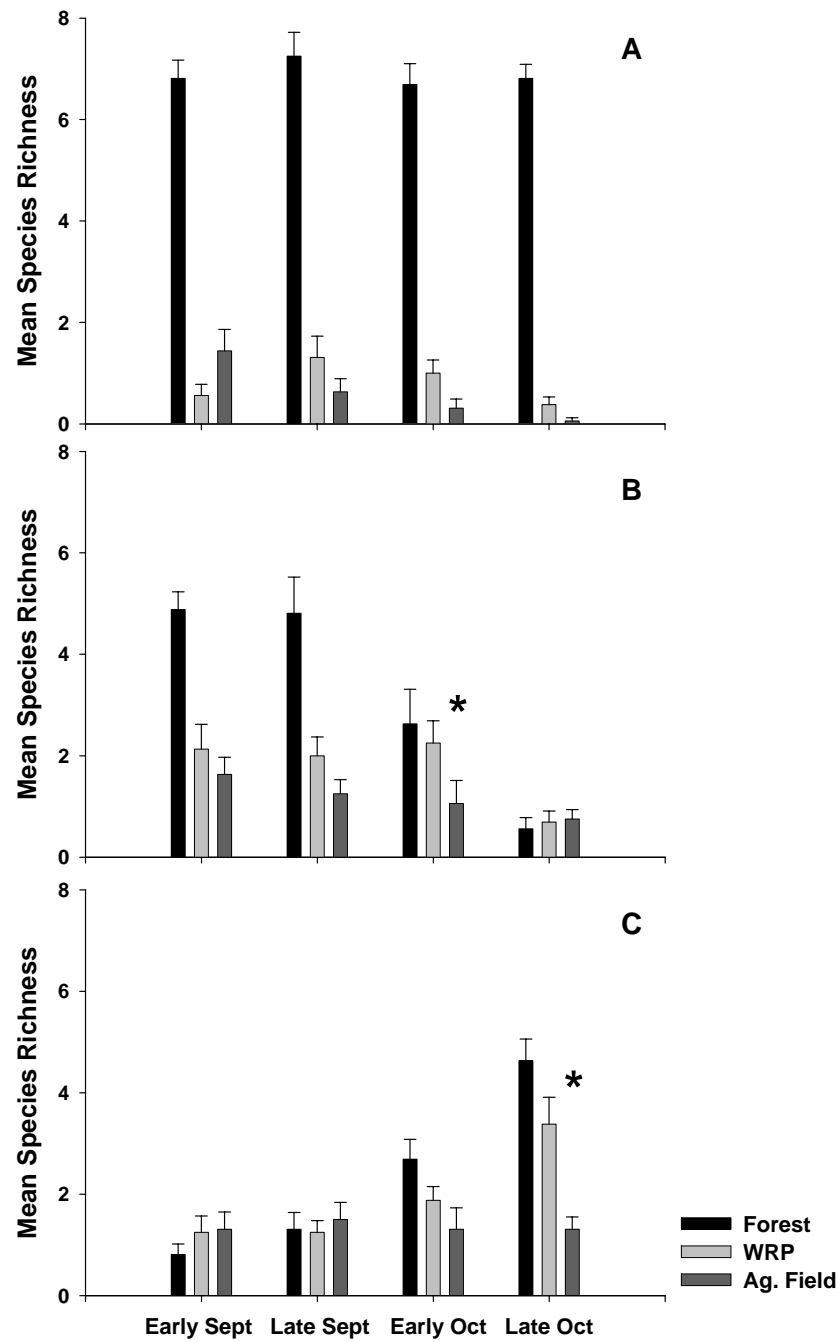 8
6
4
2
0
Mean Species Richness
A
8
6
4
2
0
Mean Species Richness
B
*
8
6
4
2
0
Mean Species Richness
C
*
Early Sept Late Sept Early Oct Late Oct
Forest
WRP
Ag. Field